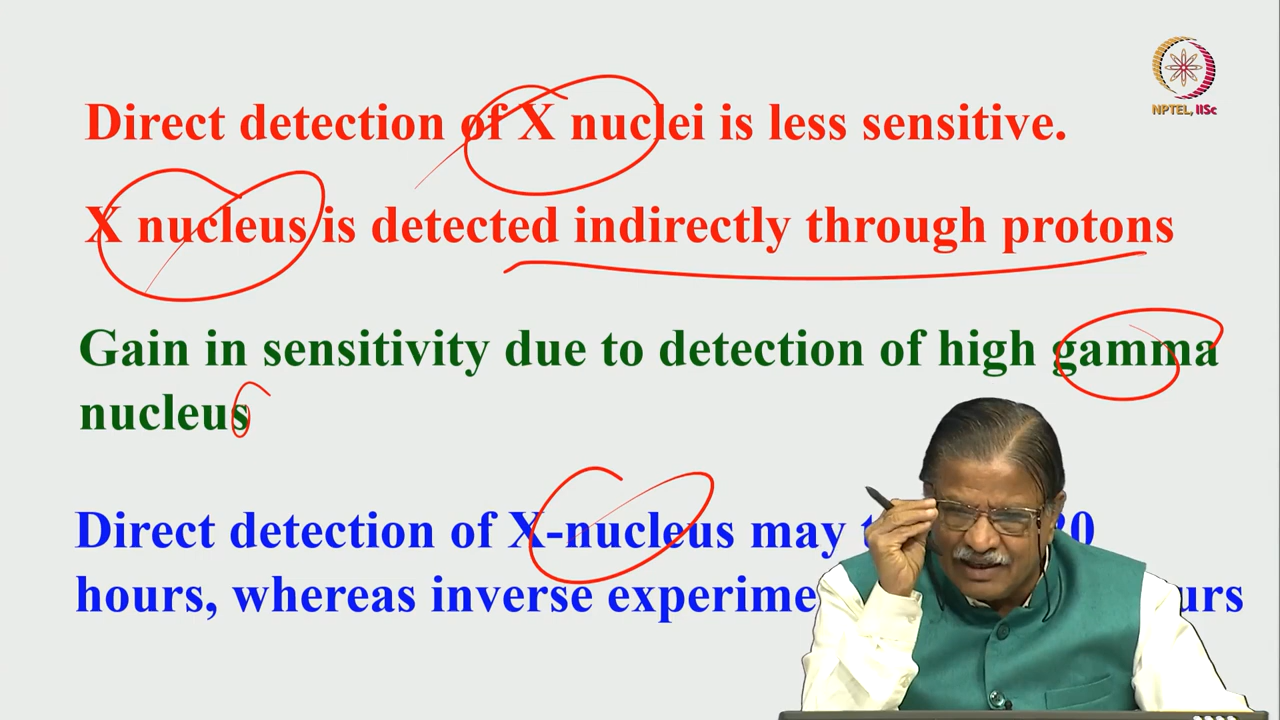 NPTEL, IISc
Direct detection of X nuclei is less sensitive.
X nucleus is detected indirectly through protons
Gain in sensitivity due to detection of high gamma
nucleus
Direct detection of X-nucleus may
hours, whereas inverse